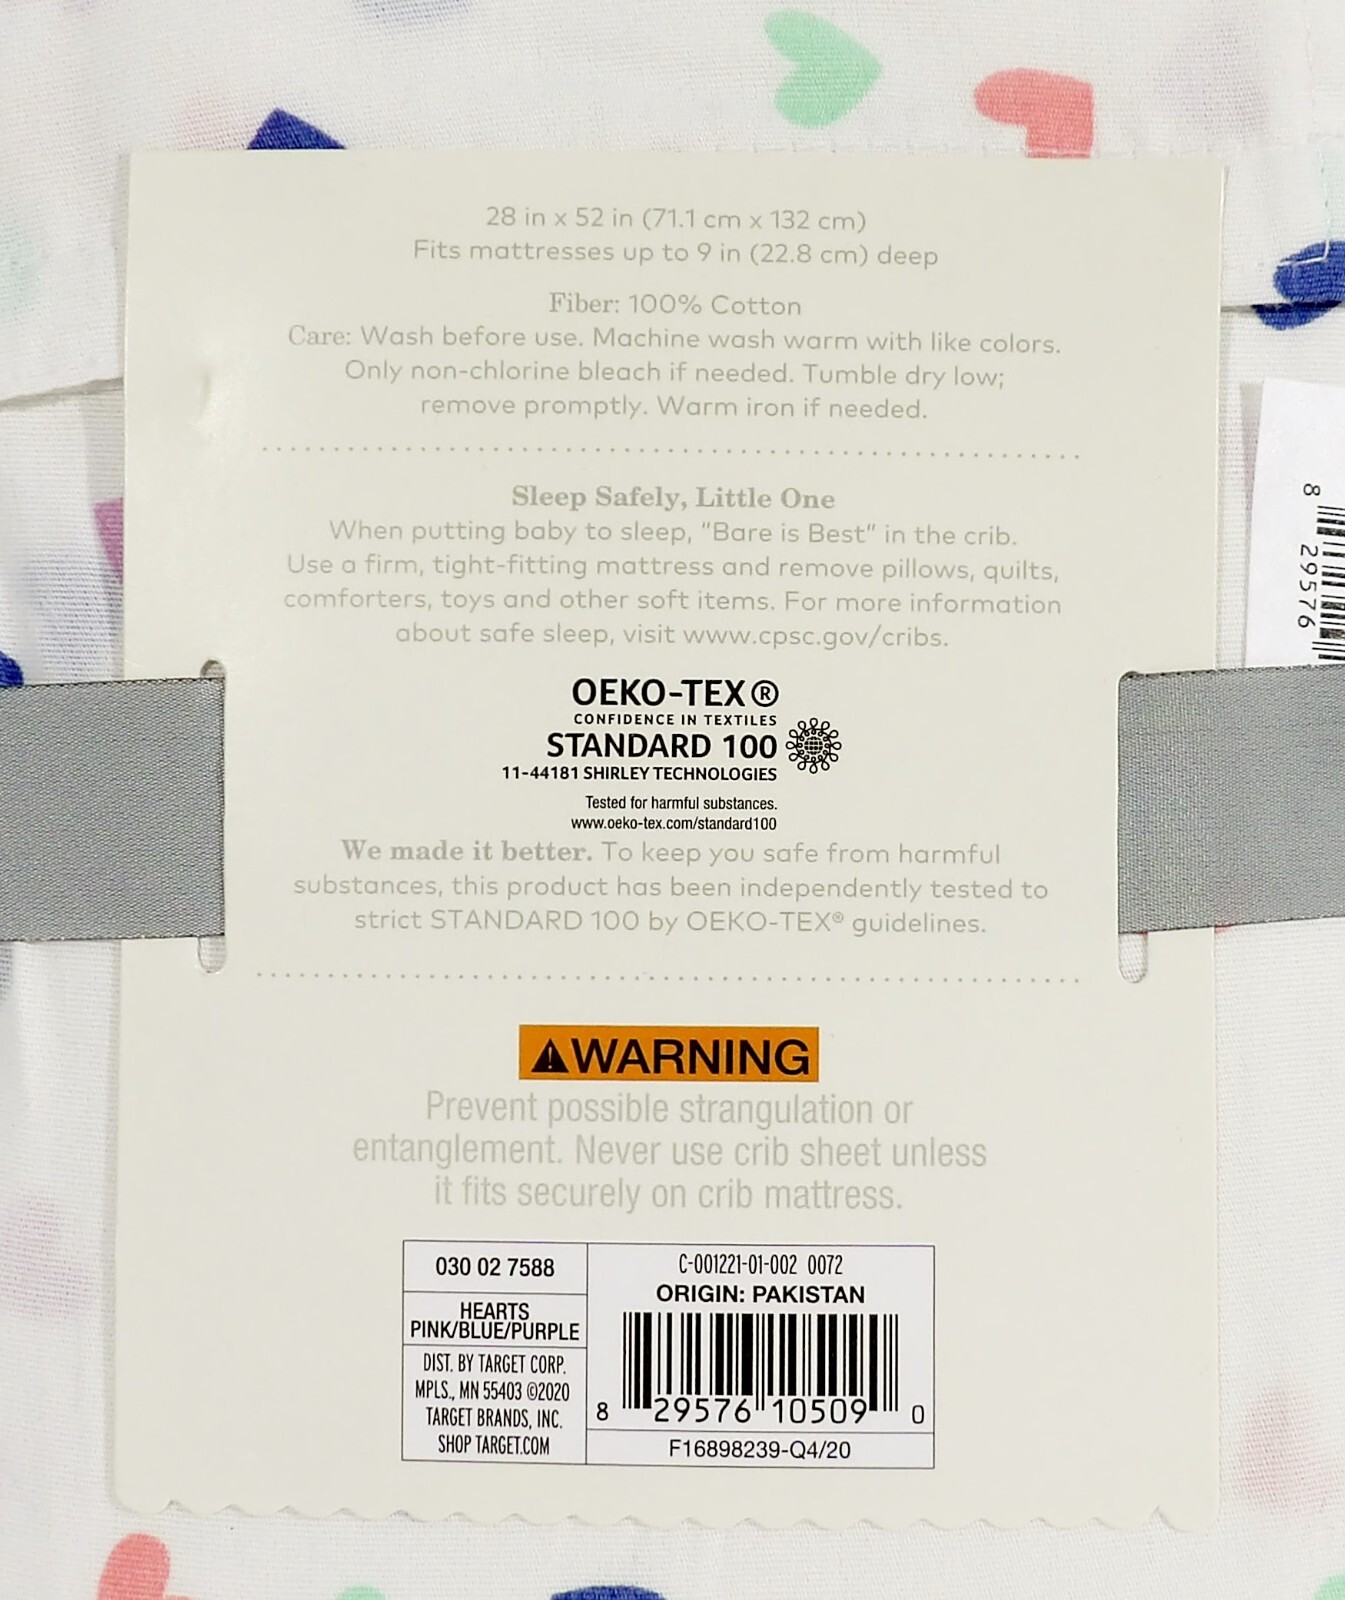 28 in x 52 in (71.1 cm x 132 cm)
Fits mattresses up to 9 in (22.8 cm) deep
Fiber: 100% Cotton
Care: Wash before use. Machine wash warm with like colors.
Only non-chlorine bleach if needed. Tumble dry low;
remove promptly. Warm iron if needed.
Sleep Safely, Little One
When putting baby to sleep, "Bare is Best" in the crib.
Use a firm, tight-fitting mattress and remove pillows, quilts,
comforters, toys and other soft items. For more information
about safe sleep, visit www.cpsc.gov/cribs.
OEKO-TEX®
CONFIDENCE IN TEXTILES
STANDARD 100
11-44181 SHIRLEY TECHNOLOGIES
Tested for harmful substances.
www.oeko-tex.com/standard100
We made it better. To keep you safe from harmful
substances, this product has been independently tested to
strict STANDARD 100 by OEKO-TEX® guidelines.
WARNING
Prevent possible strangulation or
entanglement. Never use crib sheet unless
it fits securely on crib mattress.
030 02 7588
HEARTS
PINK/BLUE/PURPLE
DIST. BY TARGET CORP.
MPLS., MN 55403 ©2020
TARGET BRANDS, INC.
SHOP TARGET.COM
C-001221-01-002 0072
ORIGIN: PAKISTAN
8 29576 10509 0
F16898239-Q4/20
8 29576